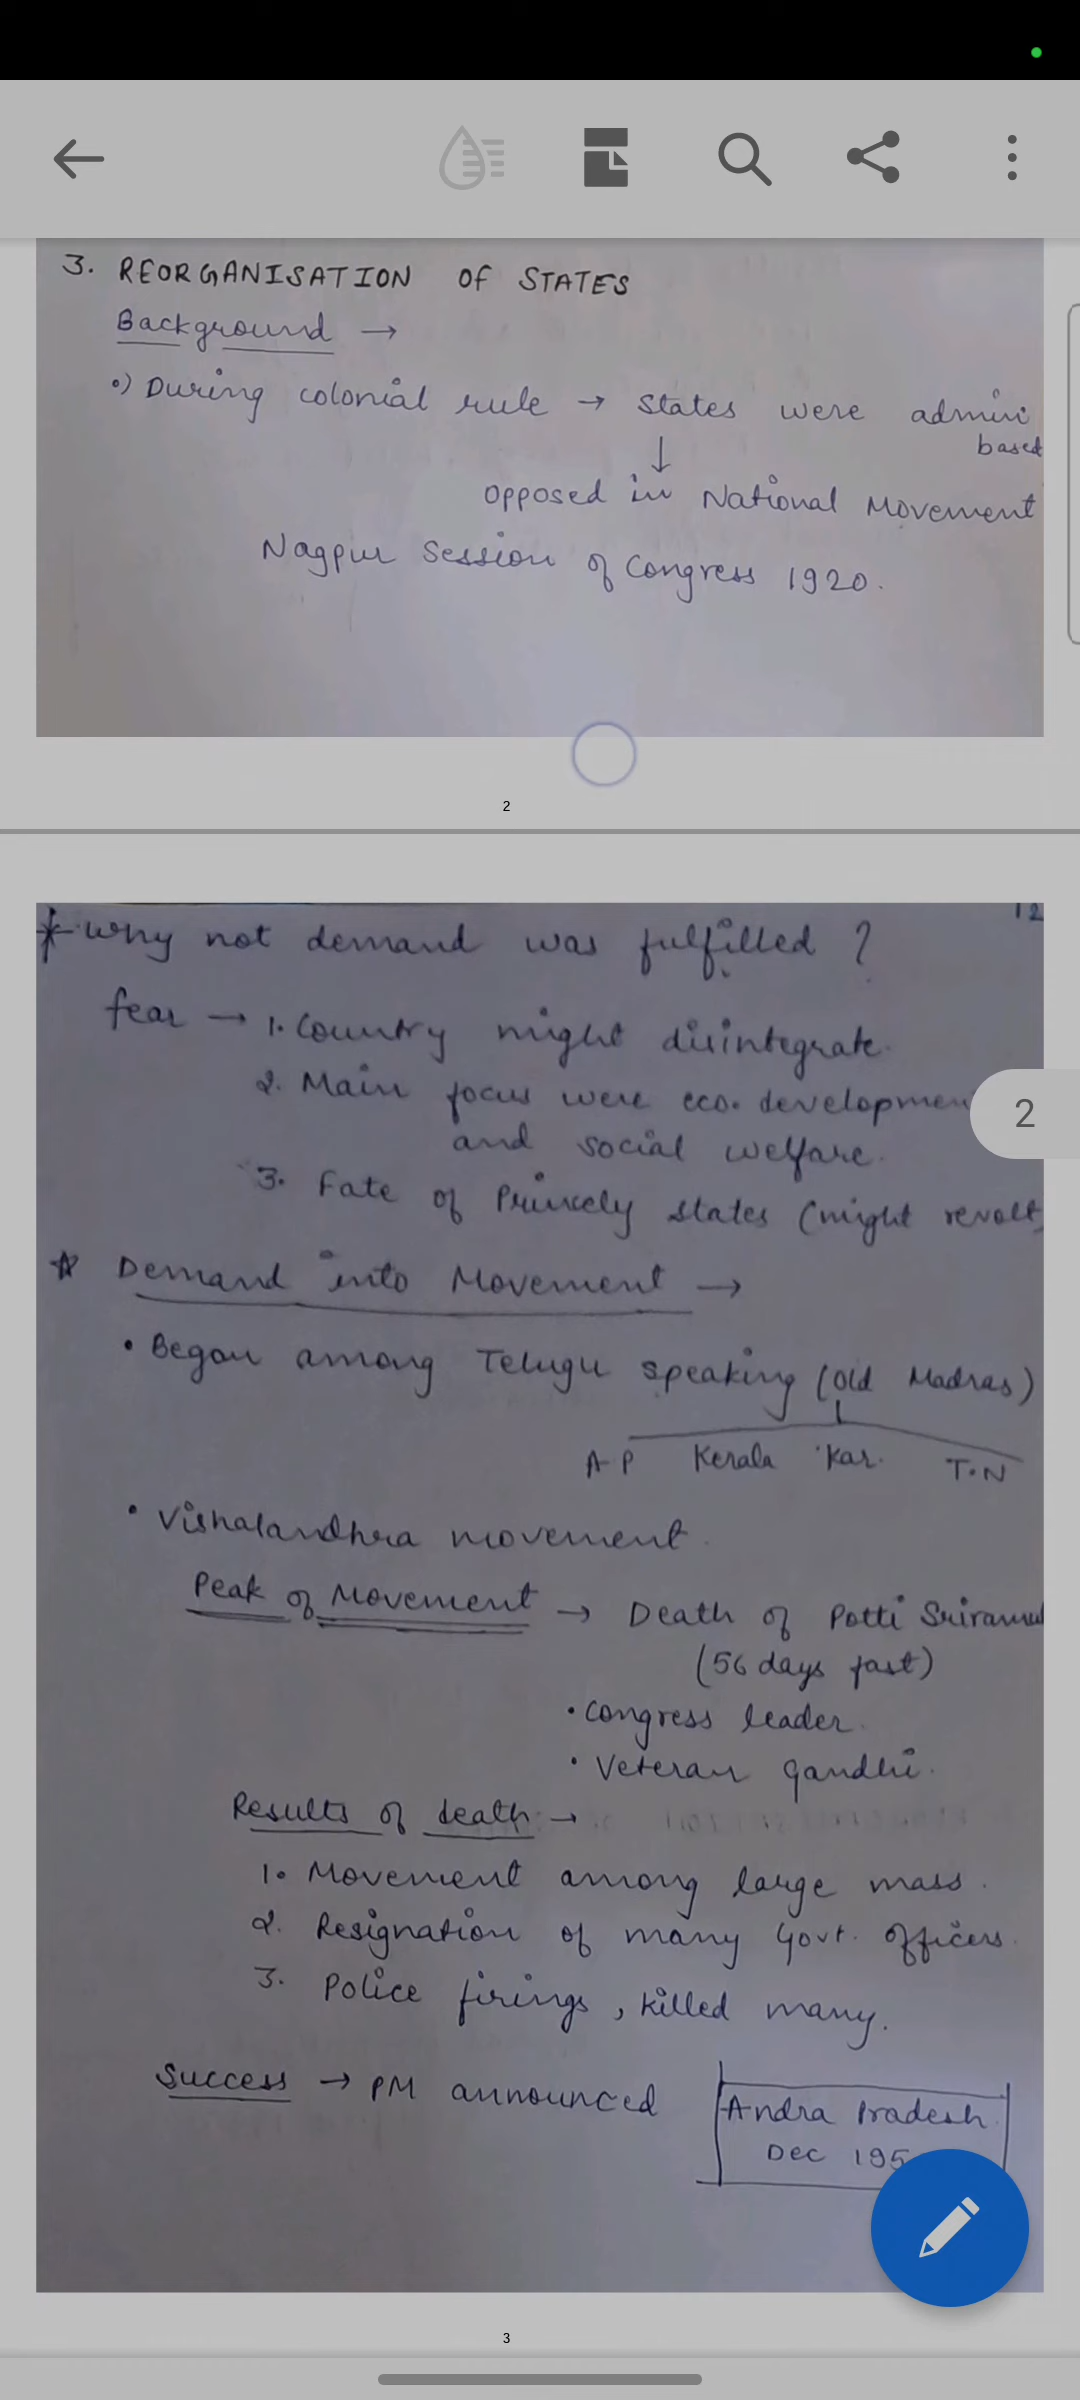 3. REORGANISATION OF STATES
Background →
o) During colonial rule → States were admini
based
↓
opposed in National Movement
Nagpur Session of Congress 1920.
2
12
* why not demand was fulfilled ?
fear → 1. Country might disintegrate.
2. Main focus were eco. developmen
and social welfare.
2
3. Fate of Princely States (might revolt
☆ Demand into Movement →
• Began among Telugu speaking (old Madras)
A.P Kerala Kar. T.N
• Vishalandhra movement.
Peak of Movement → Death of Potti Sriramul
(56 days fast)
• Congress leader.
• Veteran gandhi.
Results of death: →
1. Movement among large mass.
2. Resignation of many Govt. officers.
3. Police firings, killed many.
Success → PM announced Andra Pradesh.
Dec 195
3